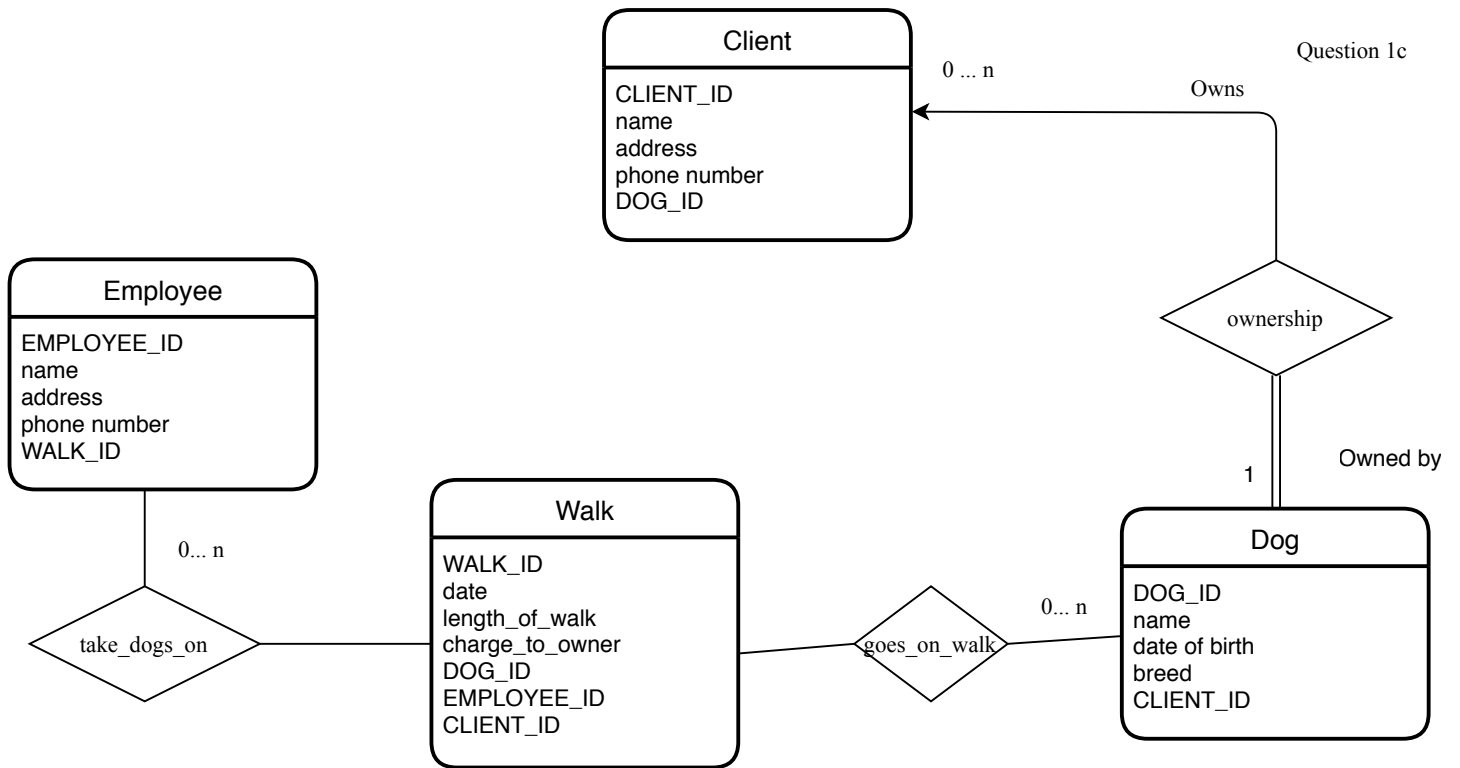 Client
CLIENT_ID
name
address
phone number
DOG_ID
0 ... n
Owns
Question 1c
ownership
1
Owned by
Employee
EMPLOYEE_ID
name
address
phone number
WALK_ID
0... n
take_dogs_on
Walk
WALK_ID
date
length_of_walk
charge_to_owner
DOG_ID
EMPLOYEE_ID
CLIENT_ID
goes_on_walk
0... n
Dog
DOG_ID
name
date of birth
breed
CLIENT_ID